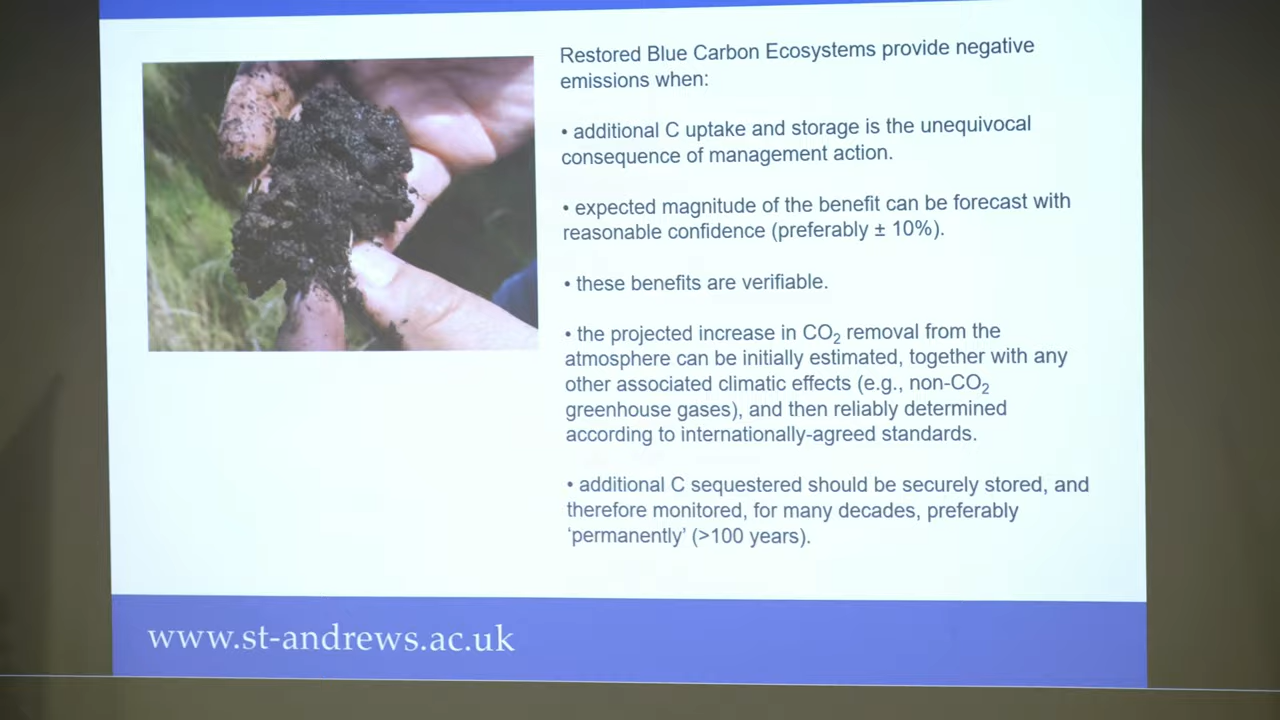 Restored Blue Carbon Ecosystems provide negative
emissions when:
• additional C uptake and storage is the unequivocal
consequence of management action.
• expected magnitude of the benefit can be forecast with
reasonable confidence (preferably ± 10%).
• these benefits are verifiable.
• the projected increase in CO₂ removal from the
atmosphere can be initially estimated, together with any
other associated climatic effects (e.g., non-CO₂
greenhouse gases), and then reliably determined
according to internationally-agreed standards.
• additional C sequestered should be securely stored, and
therefore monitored, for many decades, preferably
‘permanently’ (>100 years).
www.st-andrews.ac.uk